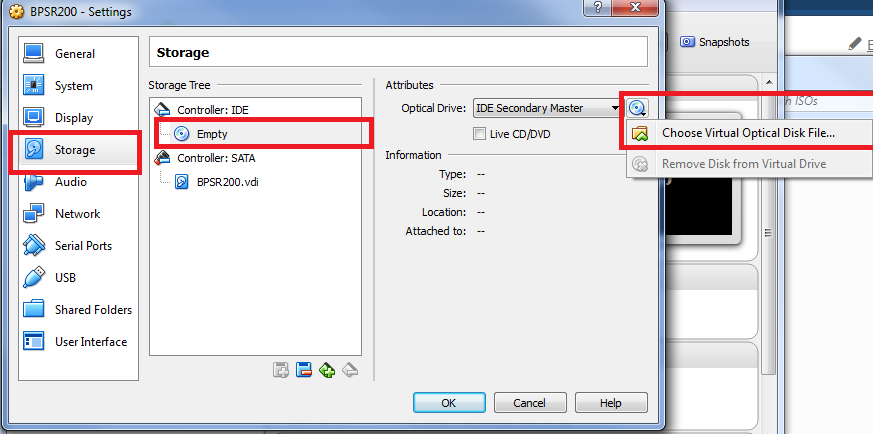 BPSR200 - Settings
General
System
Display
Storage
Audio
Network
Serial Ports
USB
Shared Folders
User Interface
Storage
Storage Tree
Controller: IDE
Empty
Controller: SATA
BPSR200.vdi
Attributes
Optical Drive: IDE Secondary Master
Live CD/DVD
Information
Type: --
Size: --
Location: --
Attached to: --
Choose Virtual Optical Disk File...
Remove Disk from Virtual Drive
OK
Cancel
Help
Snapshots
ISOs